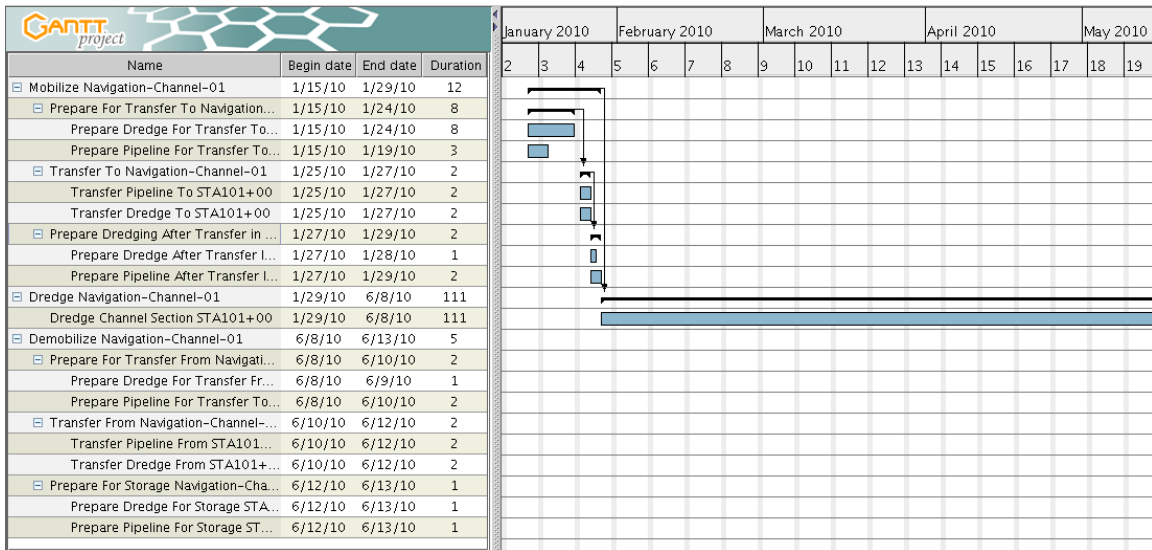 GANTT
project
January 2010 February 2010 March 2010 April 2010 May 2010
Name Begin date End date Duration
2 3 4 5 6 7 8 9 10 11 12 13 14 15 16 17 18 19
Mobilize Navigation-Channel-01 1/15/10 1/29/10 12
Prepare For Transfer To Navigation... 1/15/10 1/24/10 8
Prepare Dredge For Transfer To... 1/15/10 1/24/10 8
Prepare Pipeline For Transfer To... 1/15/10 1/19/10 3
Transfer To Navigation-Channel-01 1/25/10 1/27/10 2
Transfer Pipeline To STA101+00 1/25/10 1/27/10 2
Transfer Dredge To STA101+00 1/25/10 1/27/10 2
Prepare Dredging After Transfer in ... 1/27/10 1/29/10 2
Prepare Dredge After Transfer I... 1/27/10 1/28/10 1
Prepare Pipeline After Transfer I... 1/27/10 1/29/10 2
Dredge Navigation-Channel-01 1/29/10 6/8/10 111
Dredge Channel Section STA101+00 1/29/10 6/8/10 111
Demobilize Navigation-Channel-01 6/8/10 6/13/10 5
Prepare For Transfer From Navigati... 6/8/10 6/10/10 2
Prepare Dredge For Transfer Fr... 6/8/10 6/9/10 1
Prepare Pipeline For Transfer To... 6/8/10 6/10/10 2
Transfer From Navigation-Channel-... 6/10/10 6/12/10 2
Transfer Pipeline From STA101... 6/10/10 6/12/10 2
Transfer Dredge From STA101+... 6/10/10 6/12/10 2
Prepare For Storage Navigation-Cha... 6/12/10 6/13/10 1
Prepare Dredge For Storage STA... 6/12/10 6/13/10 1
Prepare Pipeline For Storage ST... 6/12/10 6/13/10 1